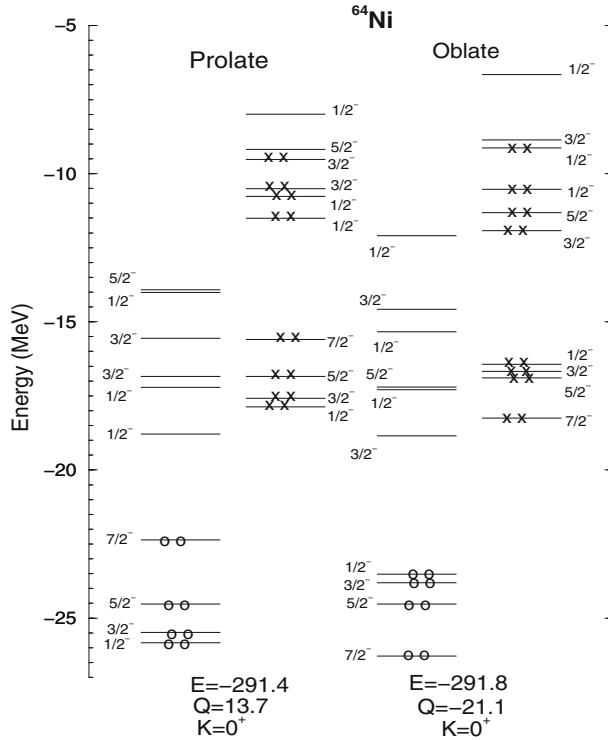 ⁶⁴Ni
Prolate
Oblate
Energy (MeV)
−5
−10
−15
−20
−25
1/2⁻
5/2⁻
x x
3/2⁻
x x
3/2⁻
x x
1/2⁻
x x
1/2⁻
5/2⁻
1/2⁻
3/2⁻
x x
7/2⁻
3/2⁻
x x
5/2⁻
1/2⁻
x x
3/2⁻
x x
1/2⁻
1/2⁻
7/2⁻
o o
5/2⁻
o o
3/2⁻
o o
1/2⁻
o o
E=−291.4
Q=13.7
K=0⁺
1/2⁻
3/2⁻
x x
1/2⁻
x x
1/2⁻
x x
5/2⁻
x x
3/2⁻
1/2⁻
3/2⁻
1/2⁻
x x
1/2⁻
x x
3/2⁻
5/2⁻
x x
5/2⁻
1/2⁻
x x
7/2⁻
3/2⁻
1/2⁻
o o
3/2⁻
o o
5/2⁻
o o
7/2⁻
o o
E=−291.8
Q=−21.1
K=0⁺